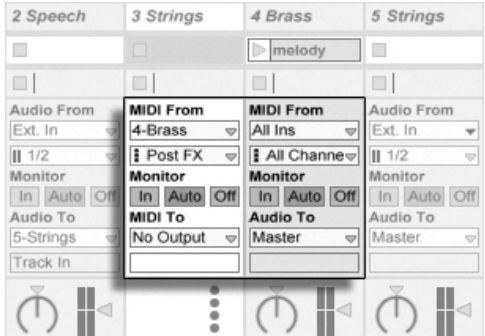 2 Speech
3 Strings
4 Brass
5 Strings
melody
Audio From
Ext. In
1/2
Monitor
In Auto Off
Audio To
5-Strings
Track In
MIDI From
4-Brass
Post FX
Monitor
In Auto Off
MIDI To
No Output
MIDI From
All Ins
All Channe
Monitor
In Auto Off
Audio To
Master
Audio From
Ext. In
1/2
Monitor
In Auto Off
Audio To
Master